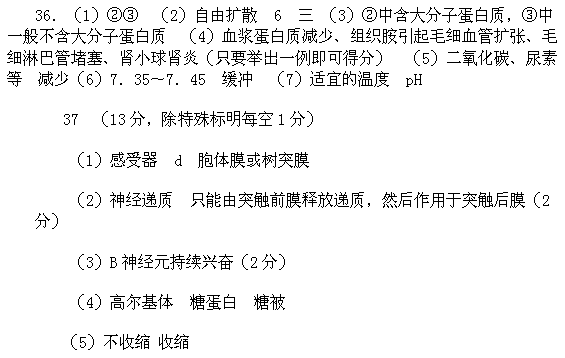 36．（1）②③　（2）自由扩散　6　三（3）②中含大分子蛋白质，③中
一般不含大分子蛋白质　（4）血浆蛋白质减少、组织胺引起毛细血管扩张、毛
细淋巴管堵塞、肾小球肾炎（只要举出一例即可得分）　（5）二氧化碳、尿素
等　减少（6）7．35～7．45　缓冲　（7）适宜的温度　pH
37　（13分，除特殊标明每空1分）
（1）感受器　d　胞体膜或树突膜
（2）神经递质　只能由突触前膜释放递质，然后作用于突触后膜（2
分）
（3）B神经元持续兴奋（2分）
（4）高尔基体　糖蛋白　糖被
（5）不收缩 收缩